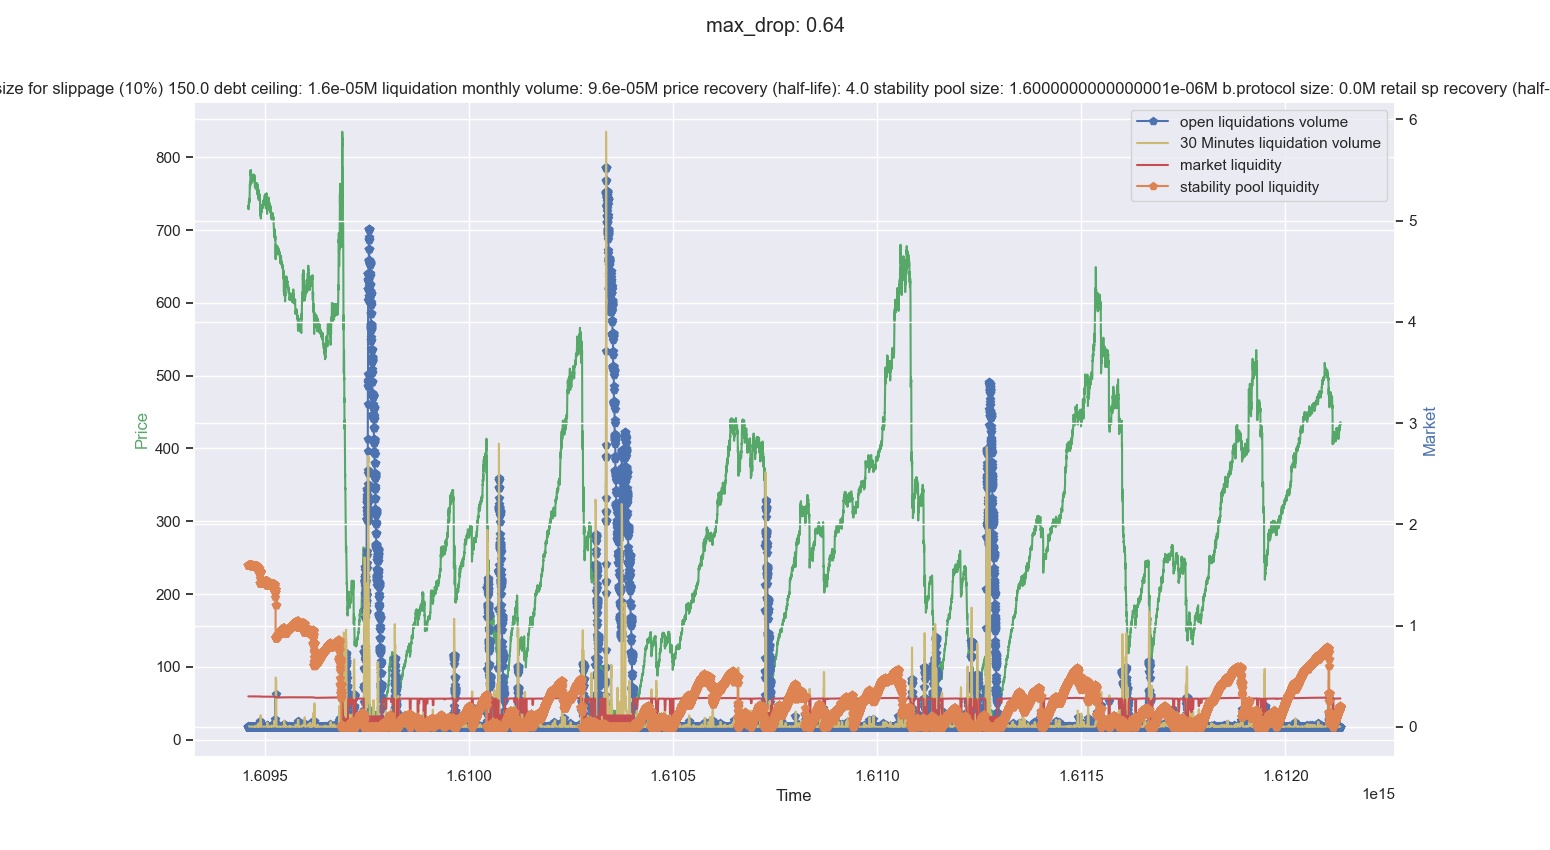 max_drop: 0.64
size for slippage (10%) 150.0 debt ceiling: 1.6e-05M liquidation monthly volume: 9.6e-05M price recovery (half-life): 4.0 stability pool size: 1.6000000000000001e-06M b.protocol size: 0.0M retail sp recovery (half-
open liquidations volume
30 Minutes liquidation volume
market liquidity
stability pool liquidity
800
700
600
500
400
300
200
100
0
Price
6
5
4
3
2
1
0
Market
1.6095 1.6100 1.6105 1.6110 1.6115 1.6120
1e15
Time